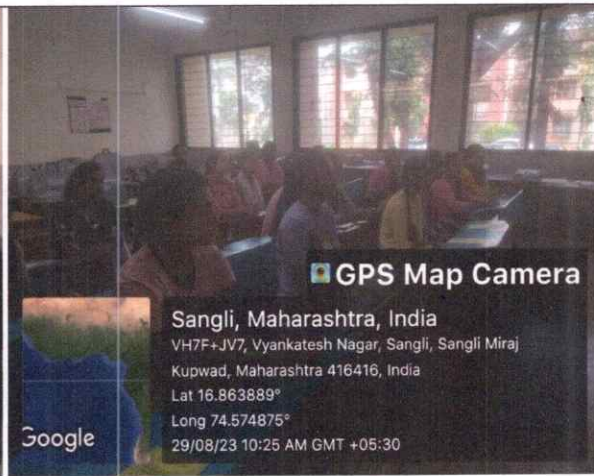 GPS Map Camera
Sangli, Maharashtra, India
VH7F+JV7, Vyankatesh Nagar, Sangli, Sangli Miraj
Kupwad, Maharashtra 416416, India
Lat 16.863889°
Long 74.574875°
29/08/23 10:25 AM GMT +05:30
Google